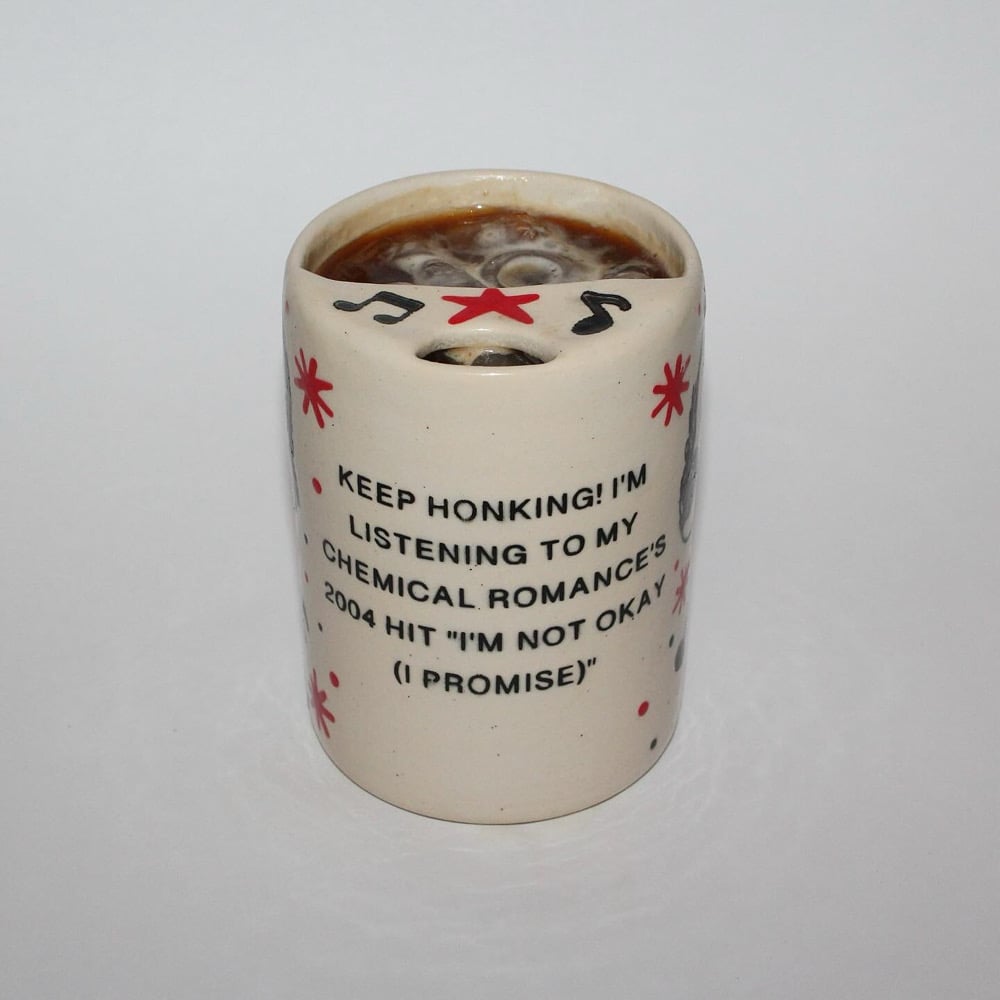 KEEP HONKING! I'M
LISTENING TO MY
CHEMICAL ROMANCE'S
2004 HIT "I'M NOT OKAY
(I PROMISE)"